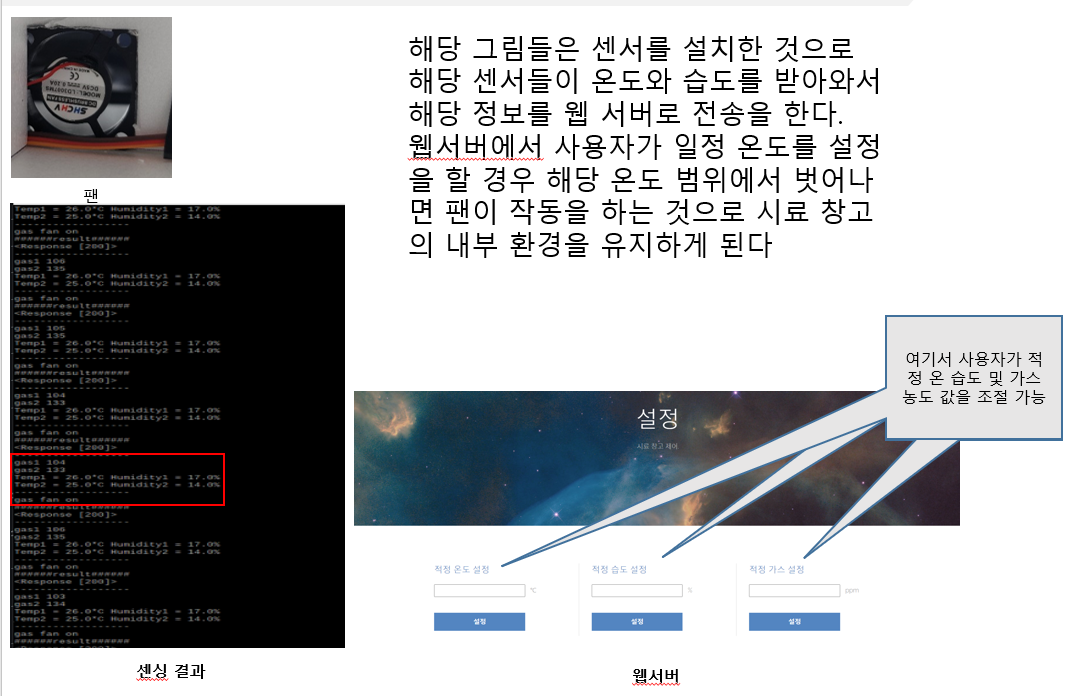 해당 그림들은 센서를 설치한 것으로
해당 센서들이 온도와 습도를 받아와서
해당 정보를 웹 서버로 전송을 한다.
웹서버에서 사용자가 일정 온도를 설정
을 할 경우 해당 온도 범위에서 벗어나
면 팬이 작동을 하는 것으로 시료 창고
의 내부 환경을 유지하게 된다
SHCHV
팬
Temp1 = 26.0°C Humidity1 = 17.0%
Temp2 = 25.0°C Humidity2 = 14.0%
-------------------
gas fan on
######result######
<Response [200]>
-------------------
gas1 106
gas2 135
Temp1 = 26.0°C Humidity1 = 17.0%
Temp2 = 25.0°C Humidity2 = 14.0%
-------------------
gas fan on
######result######
<Response [200]>
-------------------
gas1 105
gas2 135
Temp1 = 26.0°C Humidity1 = 17.0%
Temp2 = 25.0°C Humidity2 = 14.0%
-------------------
gas fan on
######result######
<Response [200]>
-------------------
gas1 104
gas2 133
Temp1 = 26.0°C Humidity1 = 17.0%
Temp2 = 25.0°C Humidity2 = 14.0%
-------------------
gas fan on
######result######
<Response [200]>
-------------------
gas1 104
gas2 133
Temp1 = 26.0°C Humidity1 = 17.0%
Temp2 = 25.0°C Humidity2 = 14.0%
-------------------
gas fan on
######result######
<Response [200]>
-------------------
gas1 106
gas2 135
Temp1 = 26.0°C Humidity1 = 17.0%
Temp2 = 25.0°C Humidity2 = 14.0%
-------------------
gas fan on
######result######
<Response [200]>
-------------------
gas1 103
gas2 134
Temp1 = 26.0°C Humidity1 = 17.0%
Temp2 = 25.0°C Humidity2 = 14.0%
-------------------
gas fan on
######result######
센싱 결과
여기서 사용자가 적
정 온 습도 및 가스
농도 값을 조절 가능
설정
시료 창고 제어
적정 온도 설정
℃
설정
적정 습도 설정
%
설정
적정 가스 설정
ppm
설정
웹서버